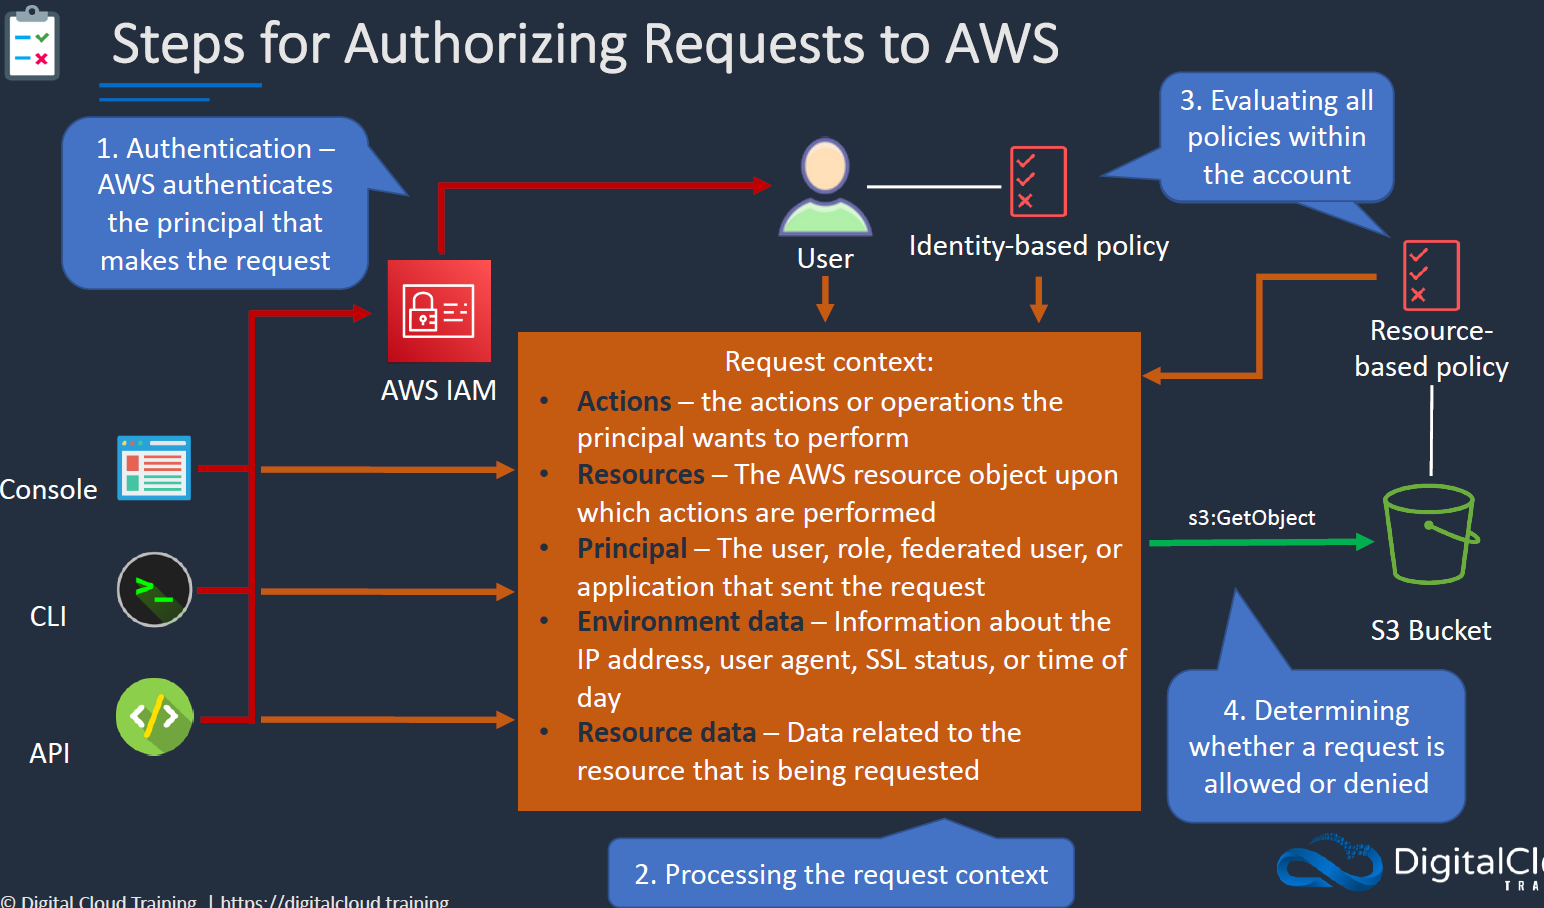 Steps for Authorizing Requests to AWS
1. Authentication –
AWS authenticates
the principal that
makes the request
3. Evaluating all
policies within
the account
User
Identity-based policy
Resource-
based policy
AWS IAM
Console
CLI
API
Request context:
• Actions – the actions or operations the
principal wants to perform
• Resources – The AWS resource object upon
which actions are performed
• Principal – The user, role, federated user, or
application that sent the request
• Environment data – Information about the
IP address, user agent, SSL status, or time of
day
• Resource data – Data related to the
resource that is being requested
s3:GetObject
S3 Bucket
4. Determining
whether a request is
allowed or denied
2. Processing the request context
DigitalClo
TRA
© Digital Cloud Training | https://digitalcloud.training